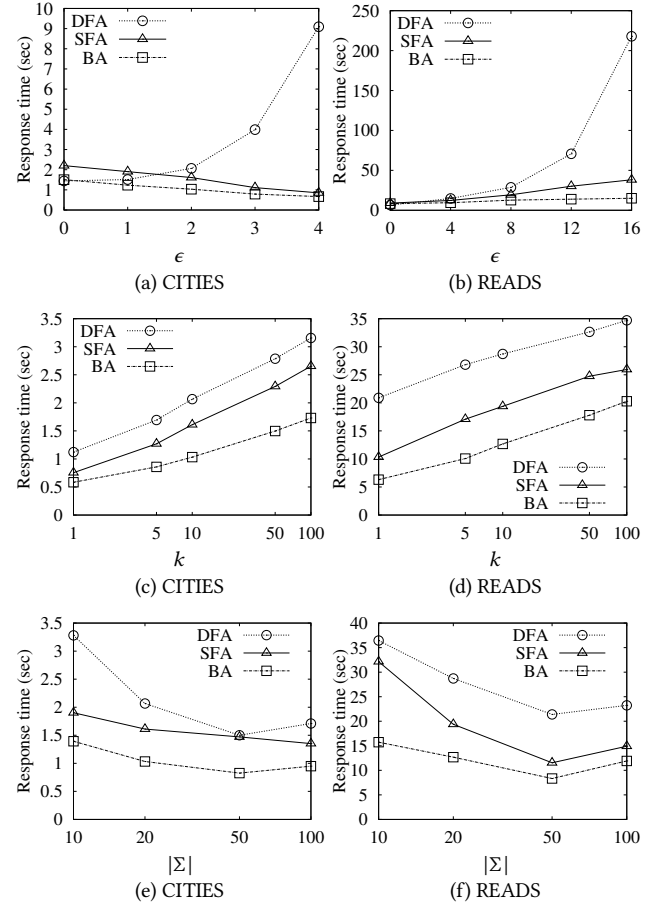 10
9
8
7
6
5
4
3
2
1
0
Response time (sec)
DFA
SFA
BA
0 1 2 3 4
ϵ
(a) CITIES
250
200
150
100
50
0
Response time (sec)
DFA
SFA
BA
0 4 8 12 16
ϵ
(b) READS
3.5
3
2.5
2
1.5
1
0.5
0
Response time (sec)
DFA
SFA
BA
1 5 10 50 100
k
(c) CITIES
35
30
25
20
15
10
5
0
Response time (sec)
DFA
SFA
BA
1 5 10 50 100
k
(d) READS
3.5
3
2.5
2
1.5
1
0.5
0
Response time (sec)
DFA
SFA
BA
10 20 50 100
|Σ|
(e) CITIES
40
35
30
25
20
15
10
5
0
Response time (sec)
DFA
SFA
BA
10 20 50 100
|Σ|
(f) READS